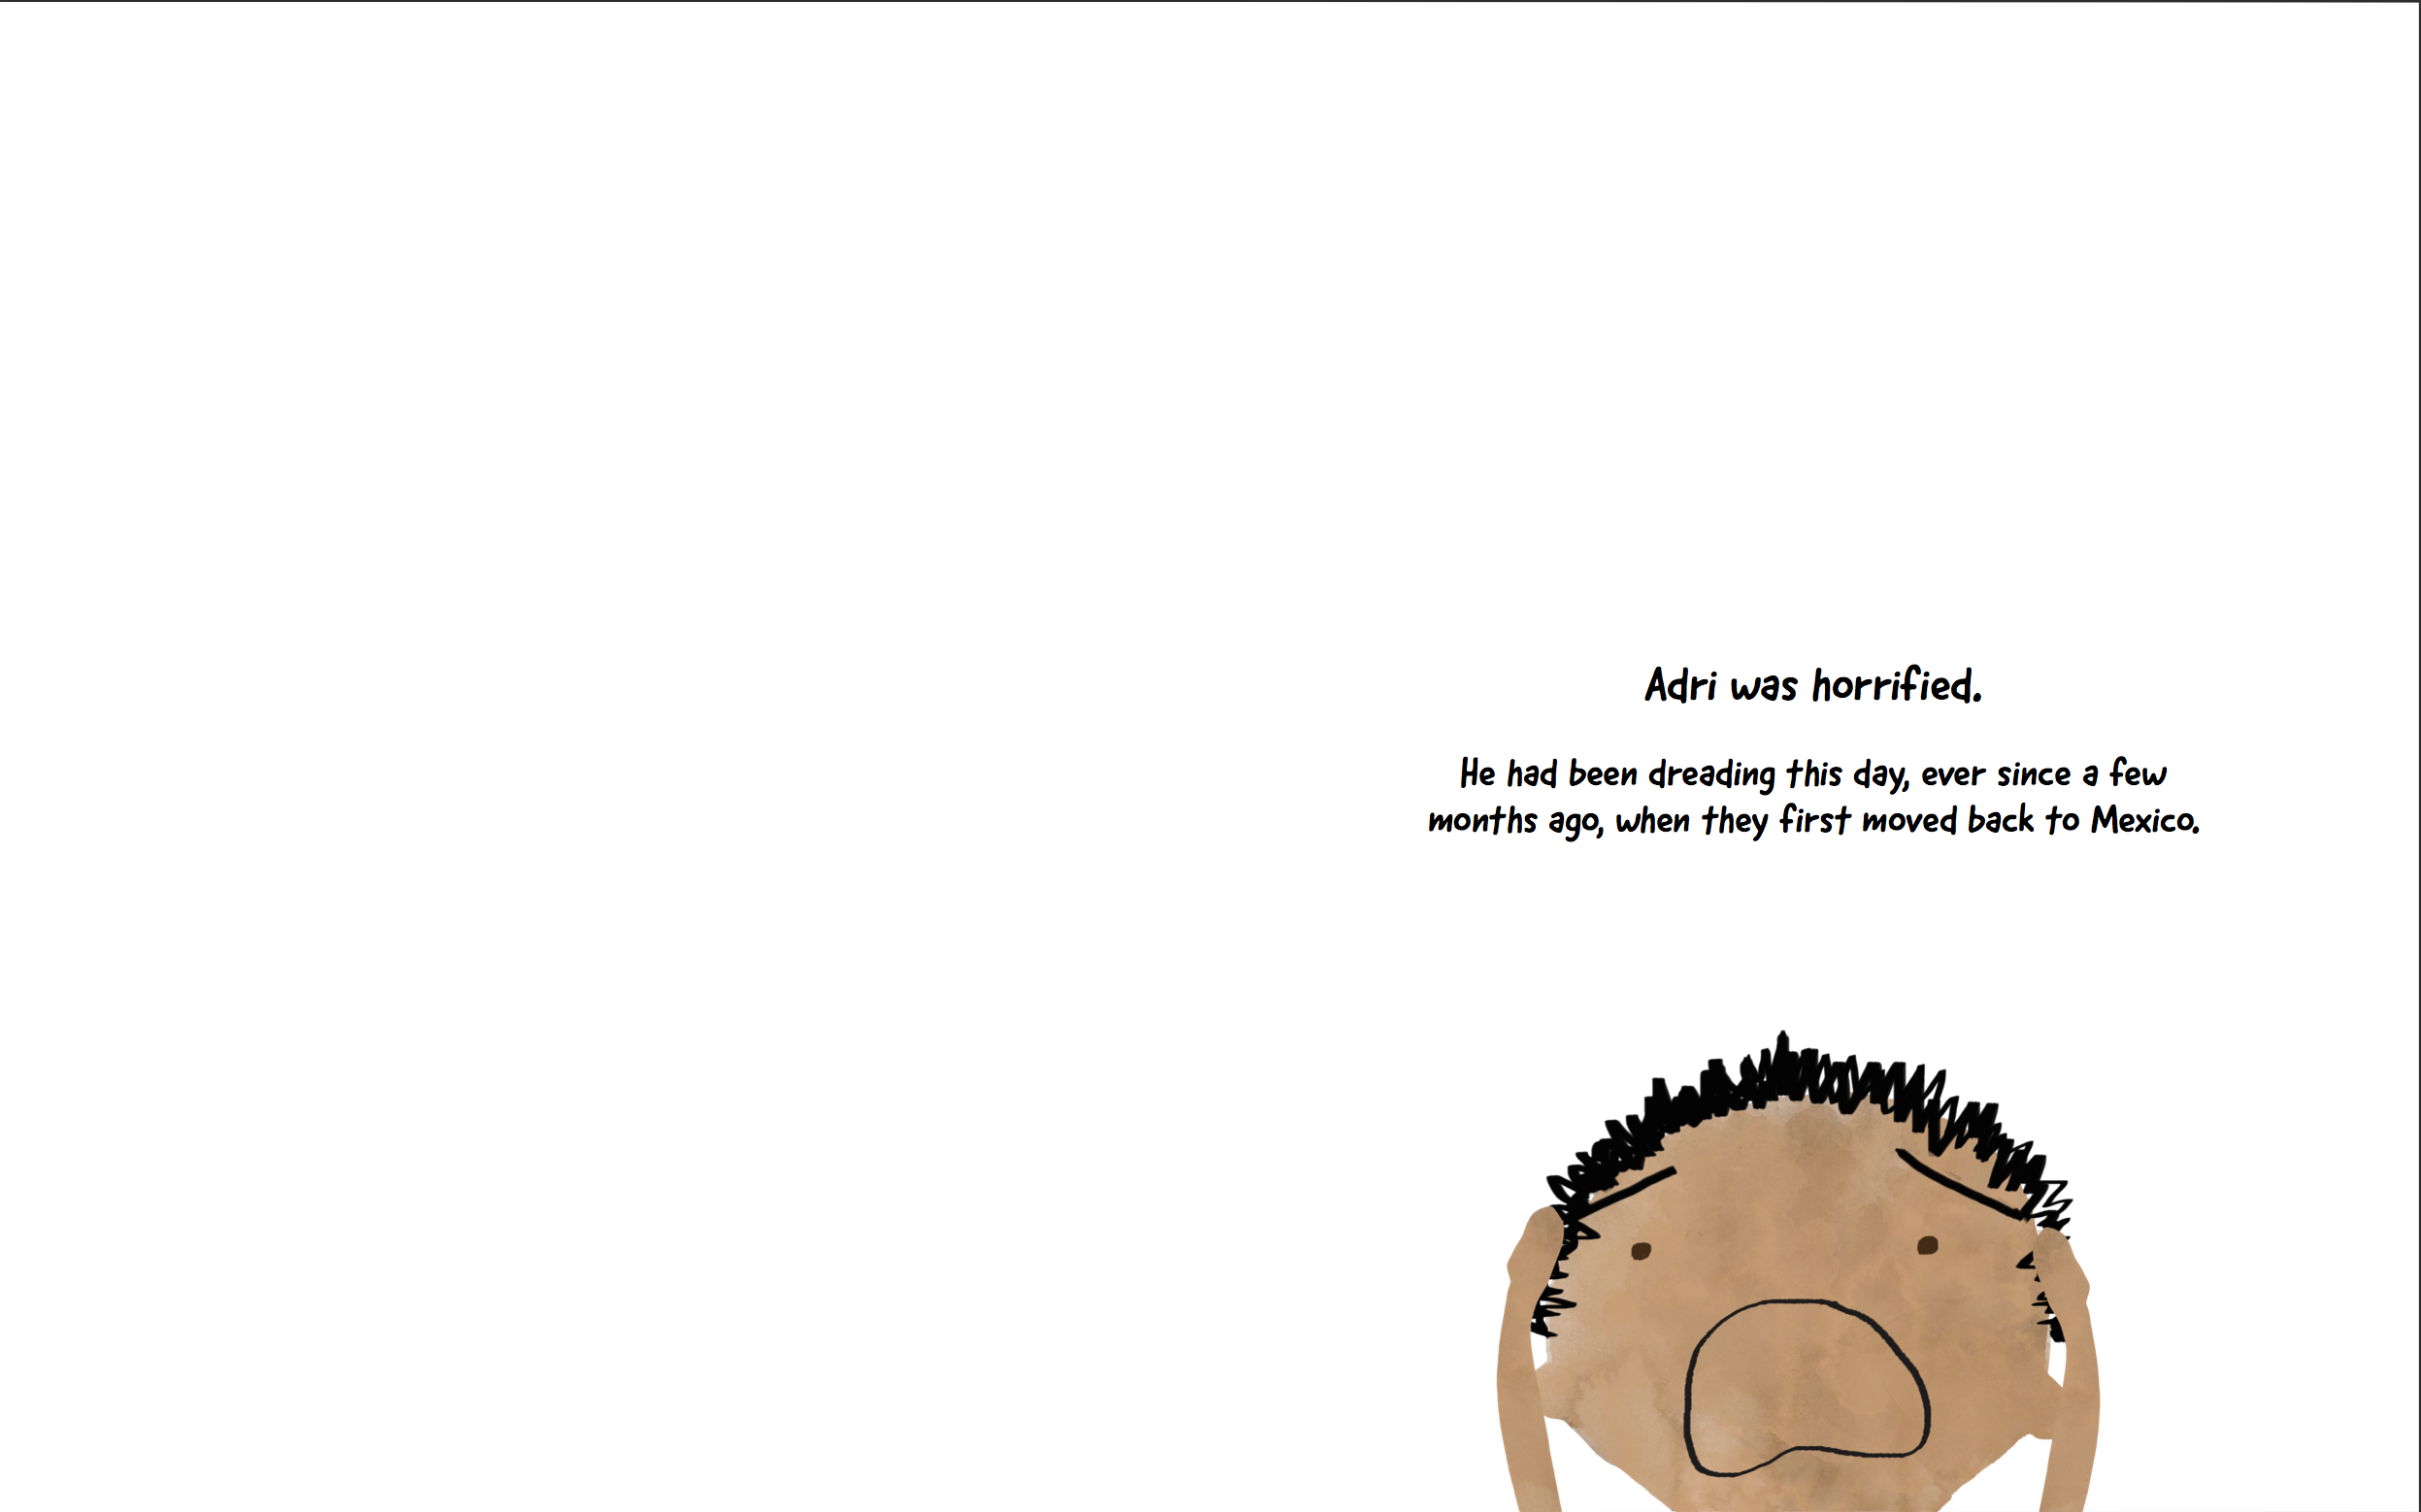 Adri was horrified.
He had been dreading this day, ever since a few
months ago, when they first moved back to Mexico.